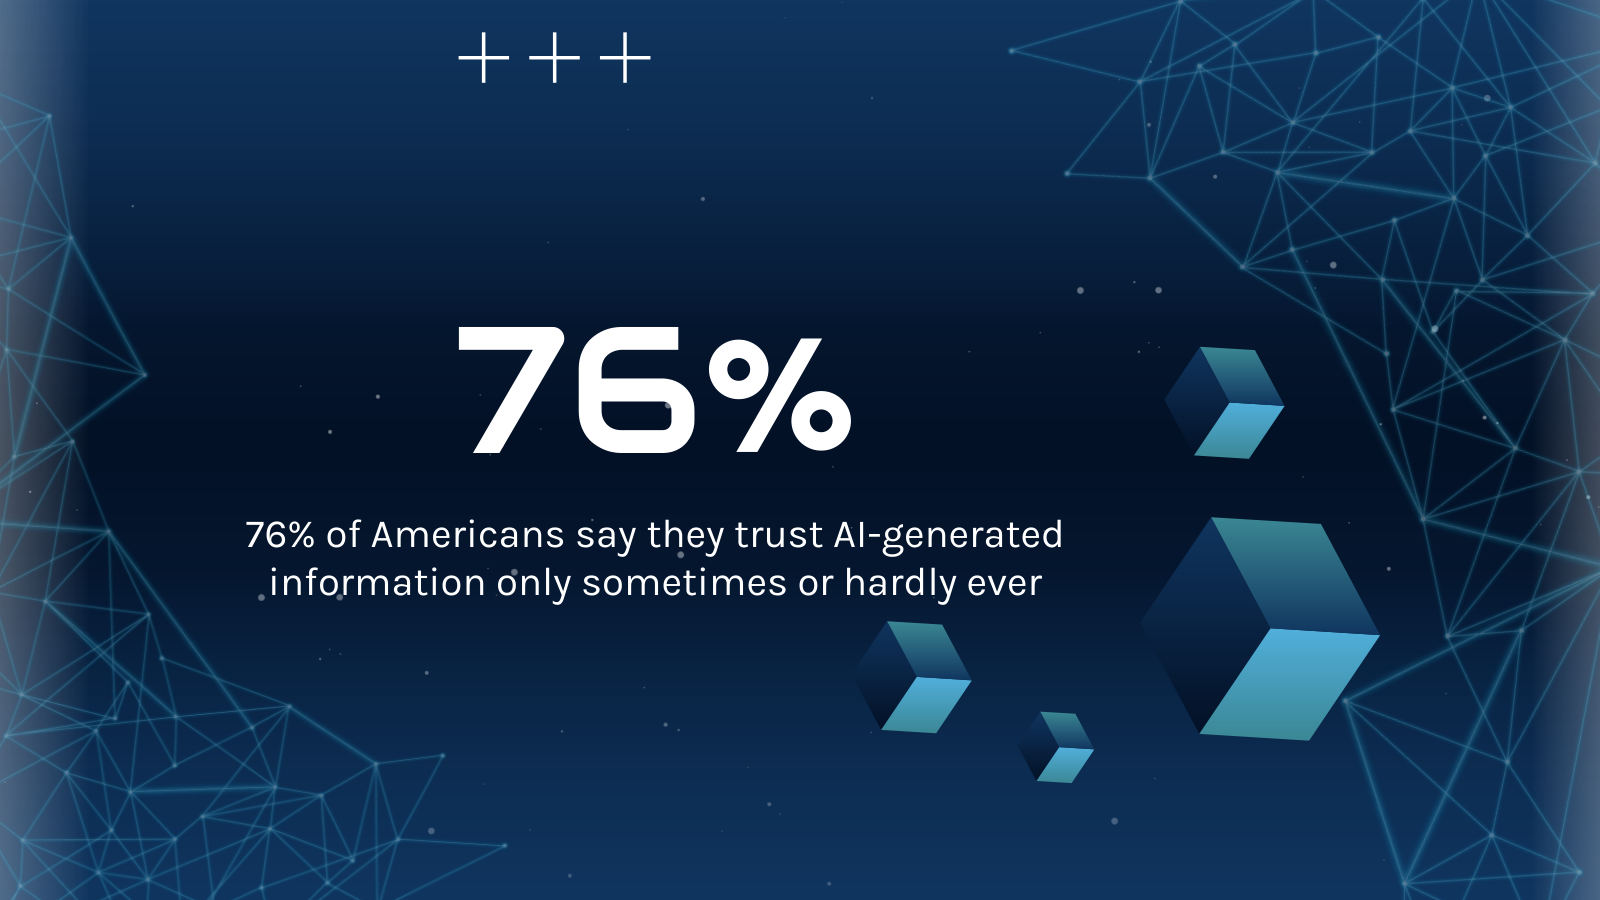 76%
76% of Americans say they trust AI-generated
information only sometimes or hardly ever